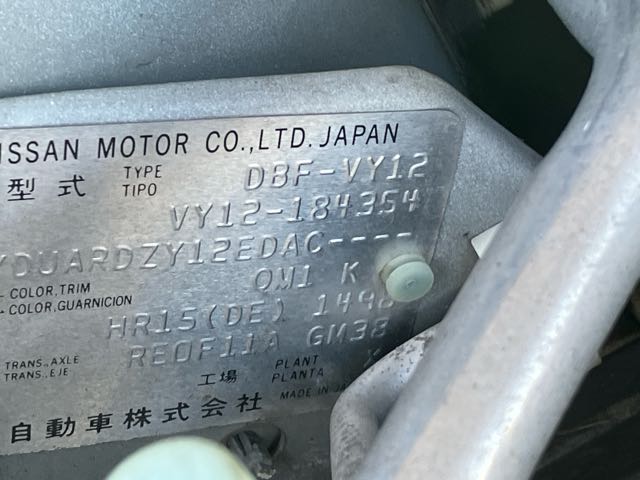 ISSAN MOTOR CO.,LTD. JAPAN
型式 TYPE TIPO DBF-VY12
VY12-184354
YDUARDZY12EDAC----
- COLOR,TRIM
- COLOR,GUARNICION
QM1 K
HR15(DE) 1498
TRANS.,AXLE
TRANS.,EJE
RE0F11A GM38
工場 PLANT PLANTA
MADE IN JA
自動車株式会社